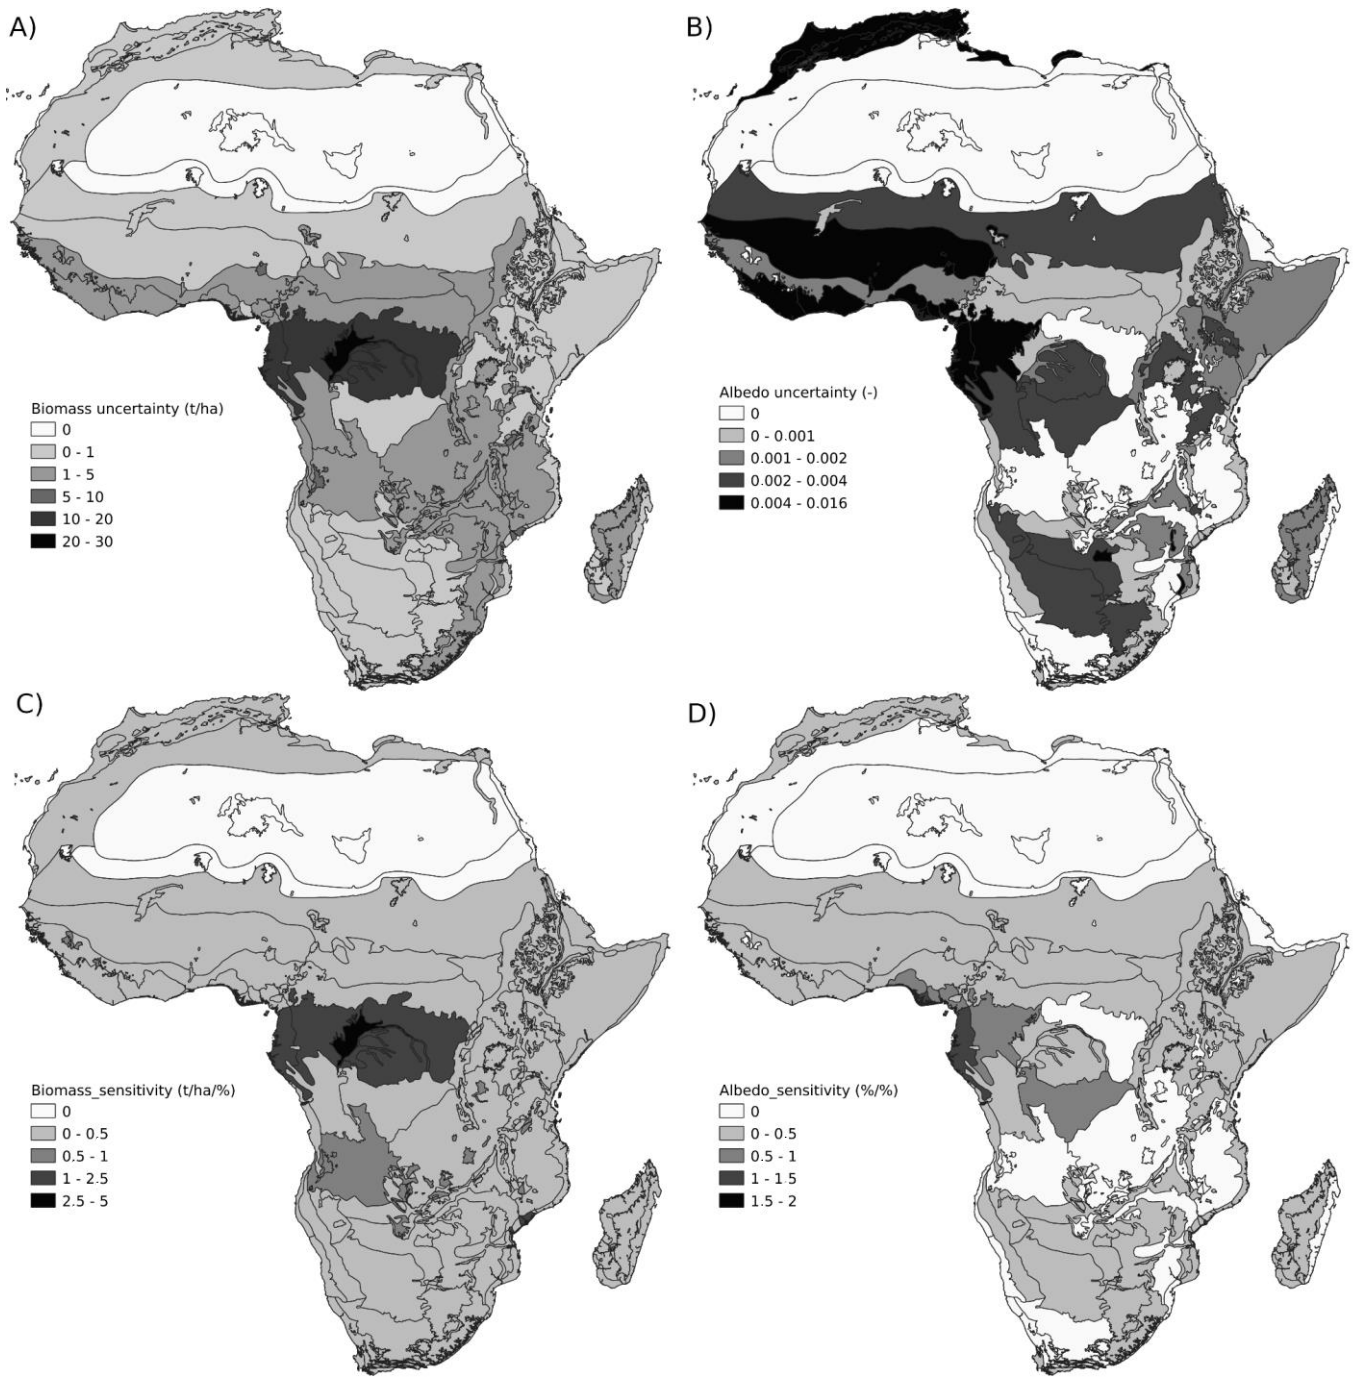 A)
B)
Biomass uncertainty (t/ha)
0
0 - 1
1 - 5
5 - 10
10 - 20
20 - 30
Albedo uncertainty (-)
0
0 - 0.001
0.001 - 0.002
0.002 - 0.004
0.004 - 0.016
C)
D)
Biomass_sensitivity (t/ha/%)
0
0 - 0.5
0.5 - 1
1 - 2.5
2.5 - 5
Albedo_sensitivity (%/%)
0
0 - 0.5
0.5 - 1
1 - 1.5
1.5 - 2